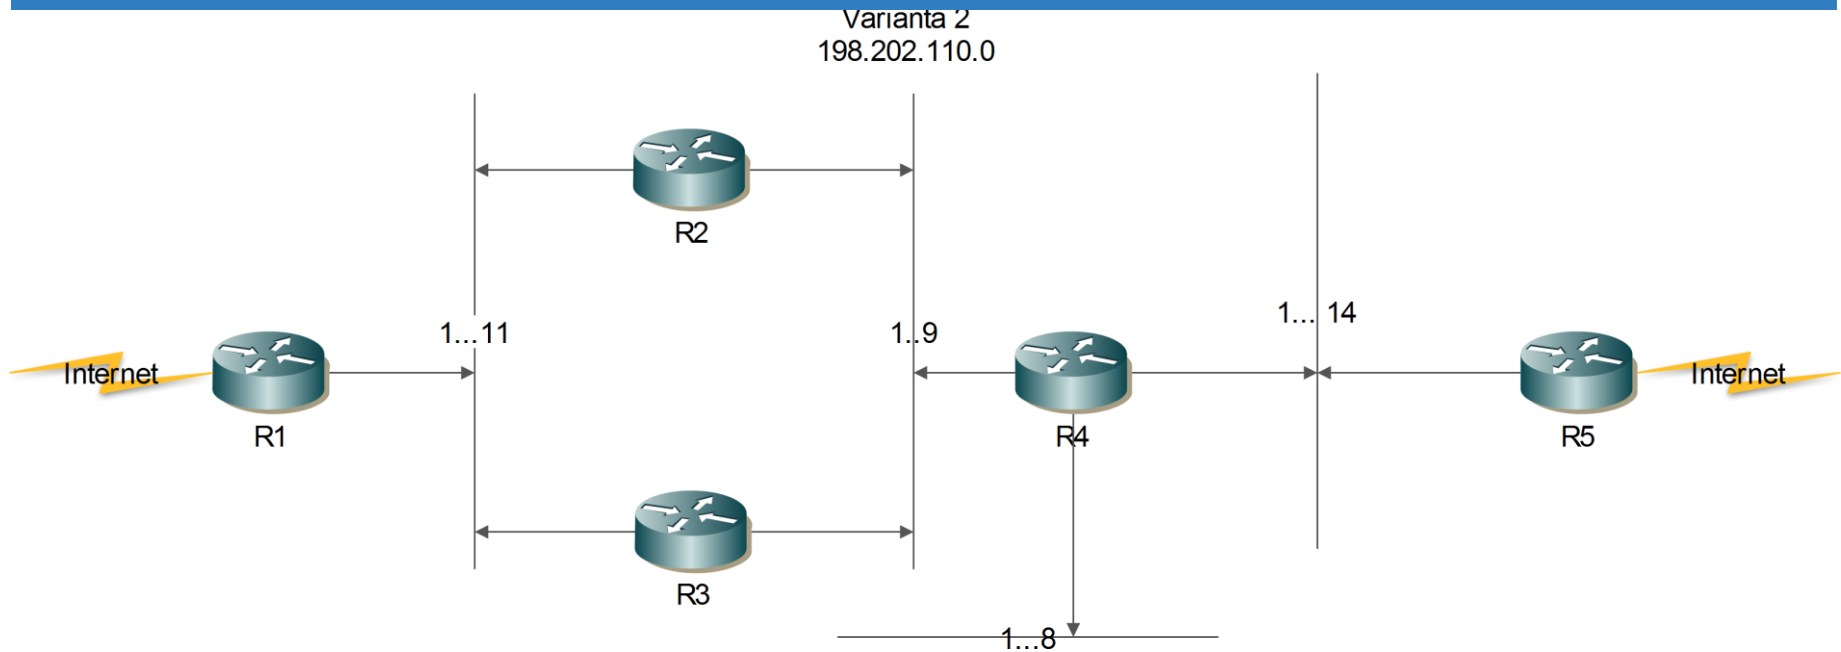 Varianta 2
198.202.110.0
R2
1...11
1..9
1... 14
Internet
R1
R4
R5
Internet
R3
1...8